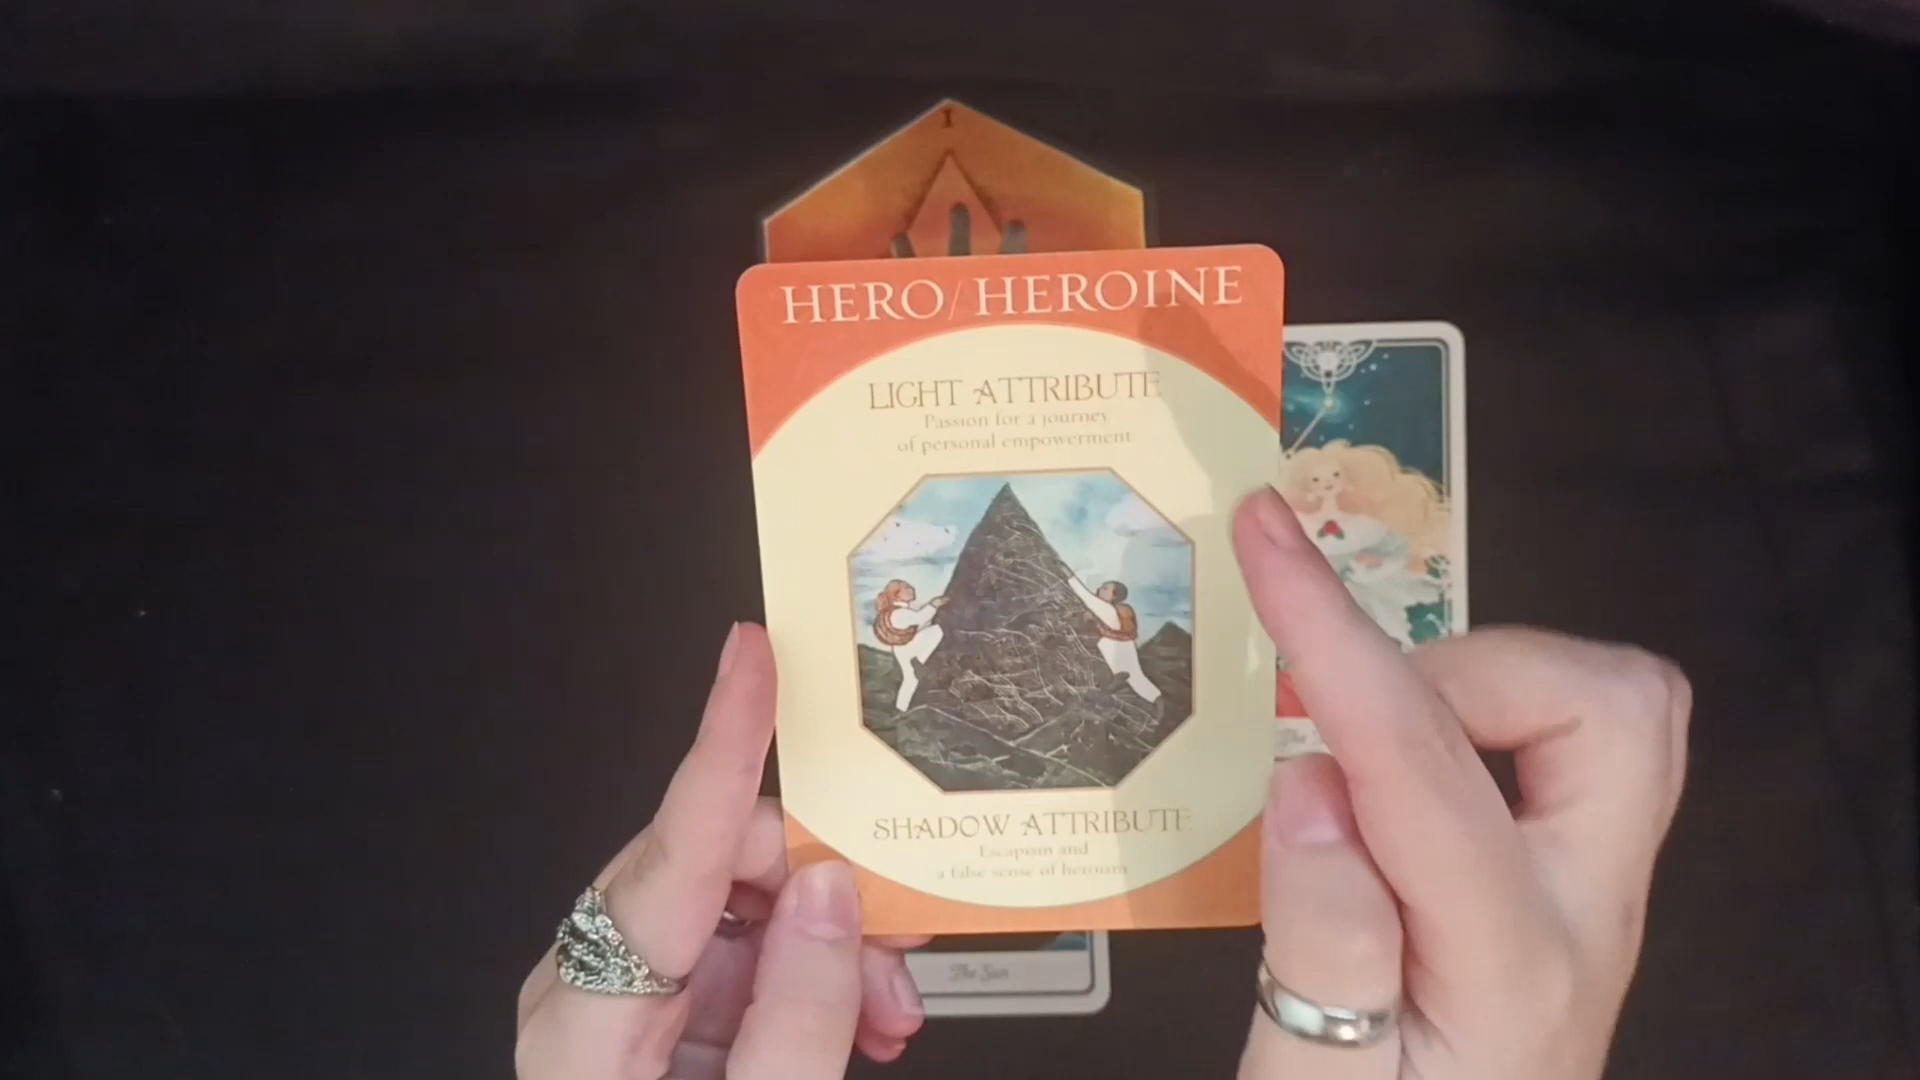 I
HERO/HEROINE
LIGHT ATTRIBUTE
Passion for a journey
of personal empowerment
SHADOW ATTRIBUTE
Escapism and
a false sense of heroism
The
The Sun